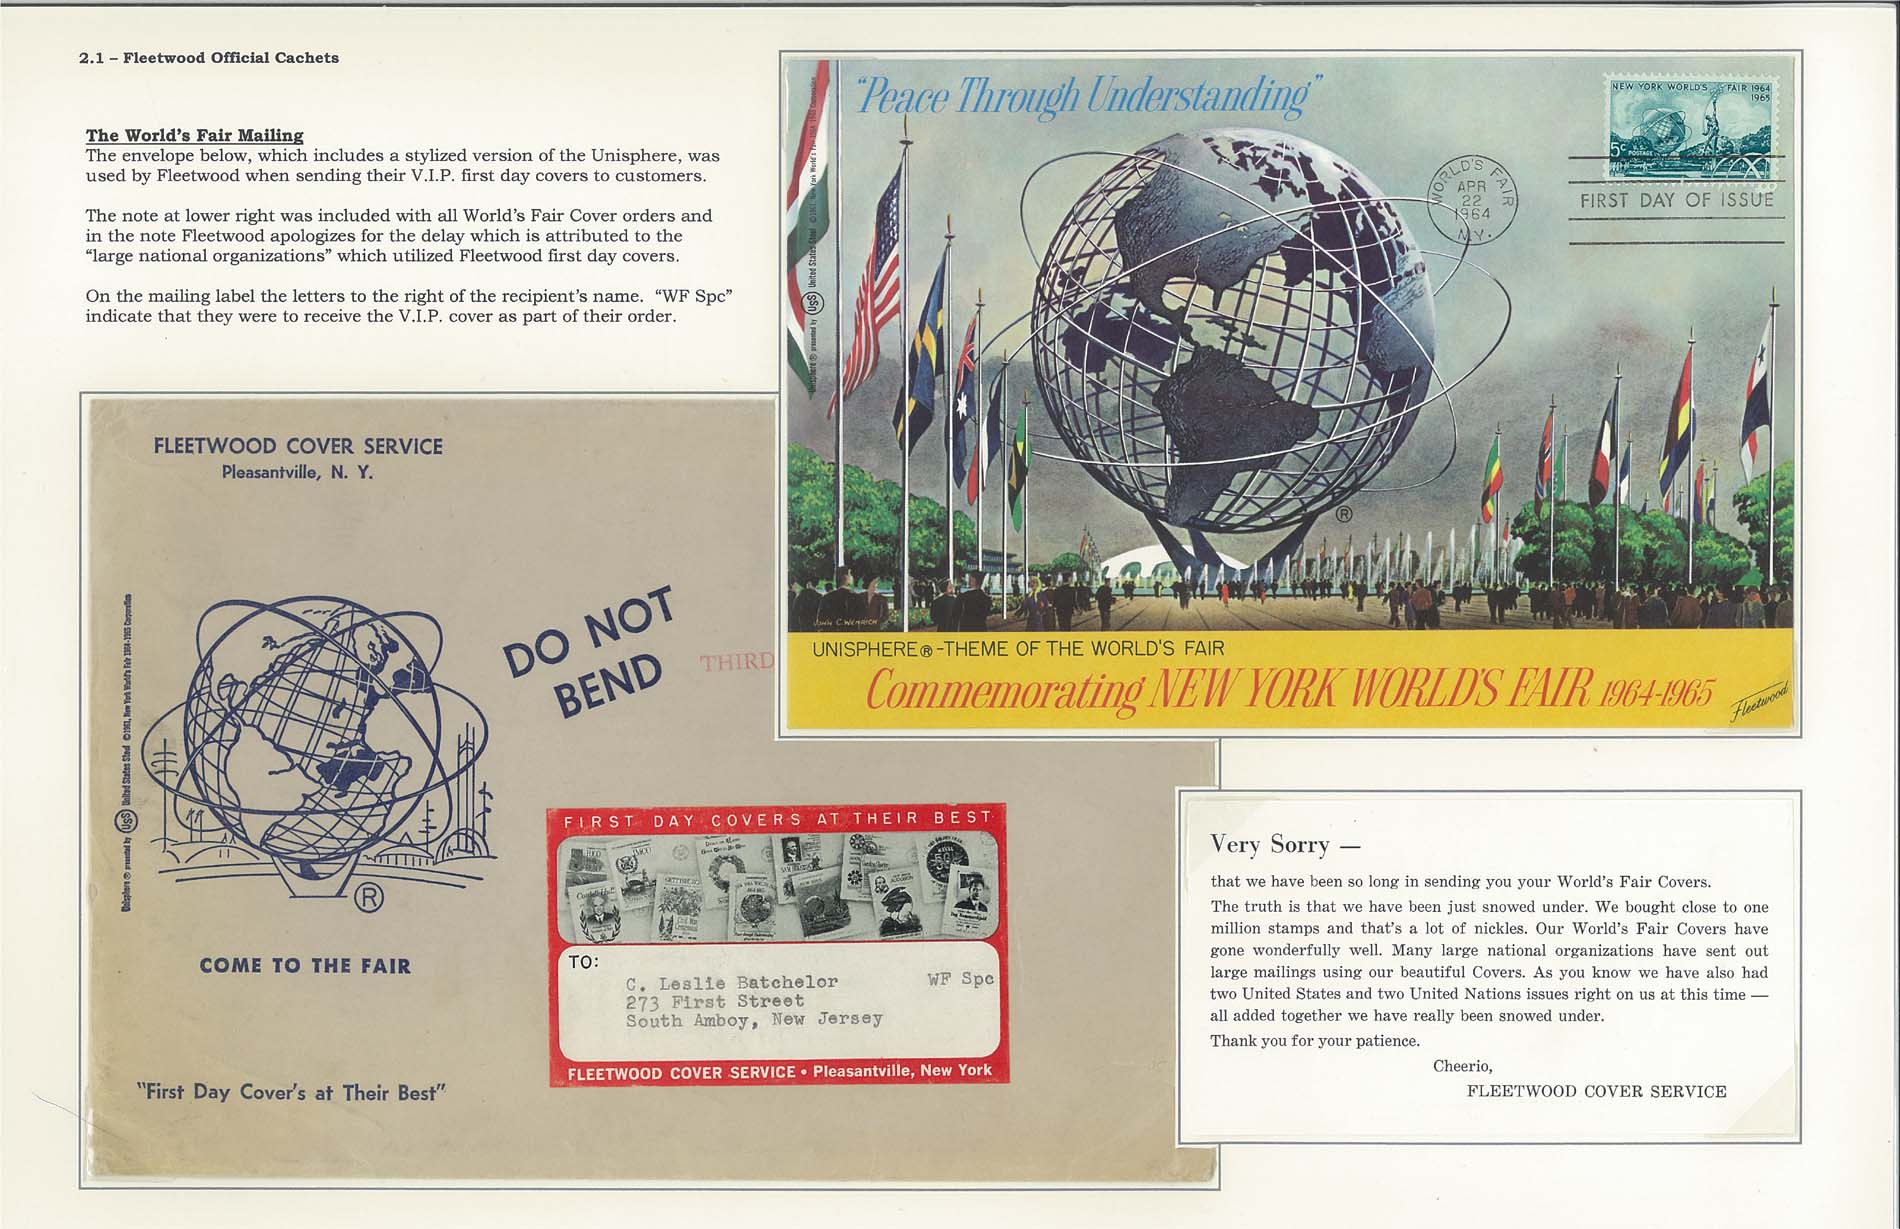 2.1 – Fleetwood Official Cachets
The World's Fair Mailing
The envelope below, which includes a stylized version of the Unisphere, was
used by Fleetwood when sending their V.I.P. first day covers to customers.
The note at lower right was included with all World's Fair Cover orders and
in the note Fleetwood apologizes for the delay which is attributed to the
“large national organizations” which utilized Fleetwood first day covers.
On the mailing label the letters to the right of the recipient's name. “WF Spc”
indicate that they were to receive the V.I.P. cover as part of their order.
“Peace Through Understanding”
NEW YORK WORLD'S FAIR 1964
1965
5c POSTAGE
WORLD'S FAIR
APR
22
1964
N.Y.
FIRST DAY OF ISSUE
Unisphere ® presented by USS United States Steel ©1961, New York World's Fair 1964-1965 Corporation
®
JOHN C. WENRICH
UNISPHERE®-THEME OF THE WORLD'S FAIR
Commemorating NEW YORK WORLD'S FAIR 1964-1965
Fleetwood
FLEETWOOD COVER SERVICE
Pleasantville, N. Y.
DO NOT
BEND
THIRD
Unisphere ® presented by USS United States Steel ©1961, New York World's Fair 1964-1965 Corporation
®
COME TO THE FAIR
"First Day Cover's at Their Best"
FIRST DAY COVERS AT THEIR BEST
TO:
C. Leslie Batchelor WF Spc
273 First Street
South Amboy, New Jersey
FLEETWOOD COVER SERVICE • Pleasantville, New York
Very Sorry —
that we have been so long in sending you your World's Fair Covers.
The truth is that we have been just snowed under. We bought close to one
million stamps and that's a lot of nickles. Our World's Fair Covers have
gone wonderfully well. Many large national organizations have sent out
large mailings using our beautiful Covers. As you know we have also had
two United States and two United Nations issues right on us at this time —
all added together we have really been snowed under.
Thank you for your patience.
Cheerio,
FLEETWOOD COVER SERVICE